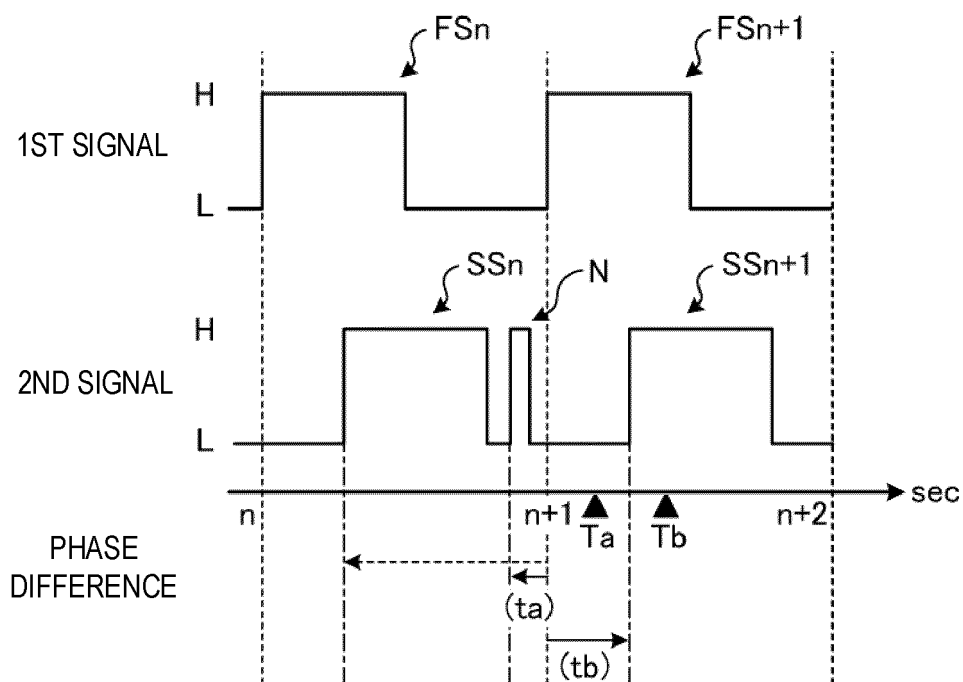 FSn
FSn+1
H
1ST SIGNAL
L
SSn
N
SSn+1
H
2ND SIGNAL
L
sec
n
n+1
Ta
Tb
n+2
PHASE
DIFFERENCE
(ta)
(tb)